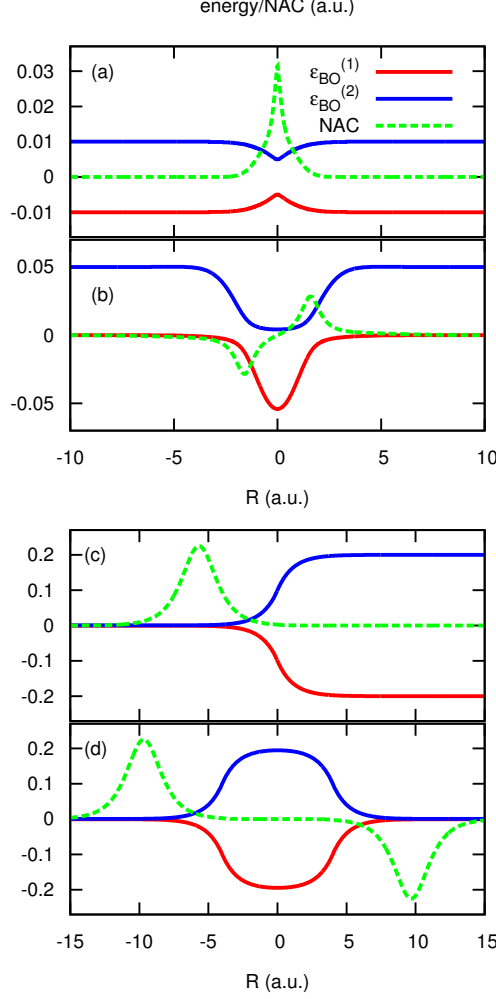 energy/NAC (a.u.)
(a)
ε_BO^(1)
ε_BO^(2)
NAC
0.03
0.02
0.01
0
-0.01
(b)
0.05
0
-0.05
-10 -5 0 5 10
R (a.u.)
(c)
0.2
0.1
0
-0.1
-0.2
(d)
0.2
0.1
0
-0.1
-0.2
-15 -10 -5 0 5 10 15
R (a.u.)